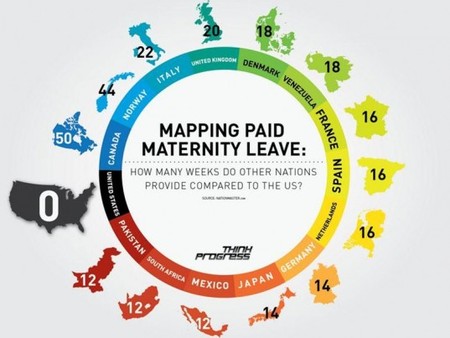 20
18
22
18
44
16
50
16
0
16
12
14
12
12
14
UNITED KINGDOM
DENMARK
VENEZUELA
FRANCE
SPAIN
NETHERLANDS
GERMANY
JAPAN
MEXICO
SOUTH AFRICA
PAKISTAN
UNITED STATES
CANADA
NORWAY
ITALY
MAPPING PAID
MATERNITY LEAVE:
HOW MANY WEEKS DO OTHER NATIONS
PROVIDE COMPARED TO THE US?
SOURCE: NATIONMASTER.com
THINK
PROGRESS